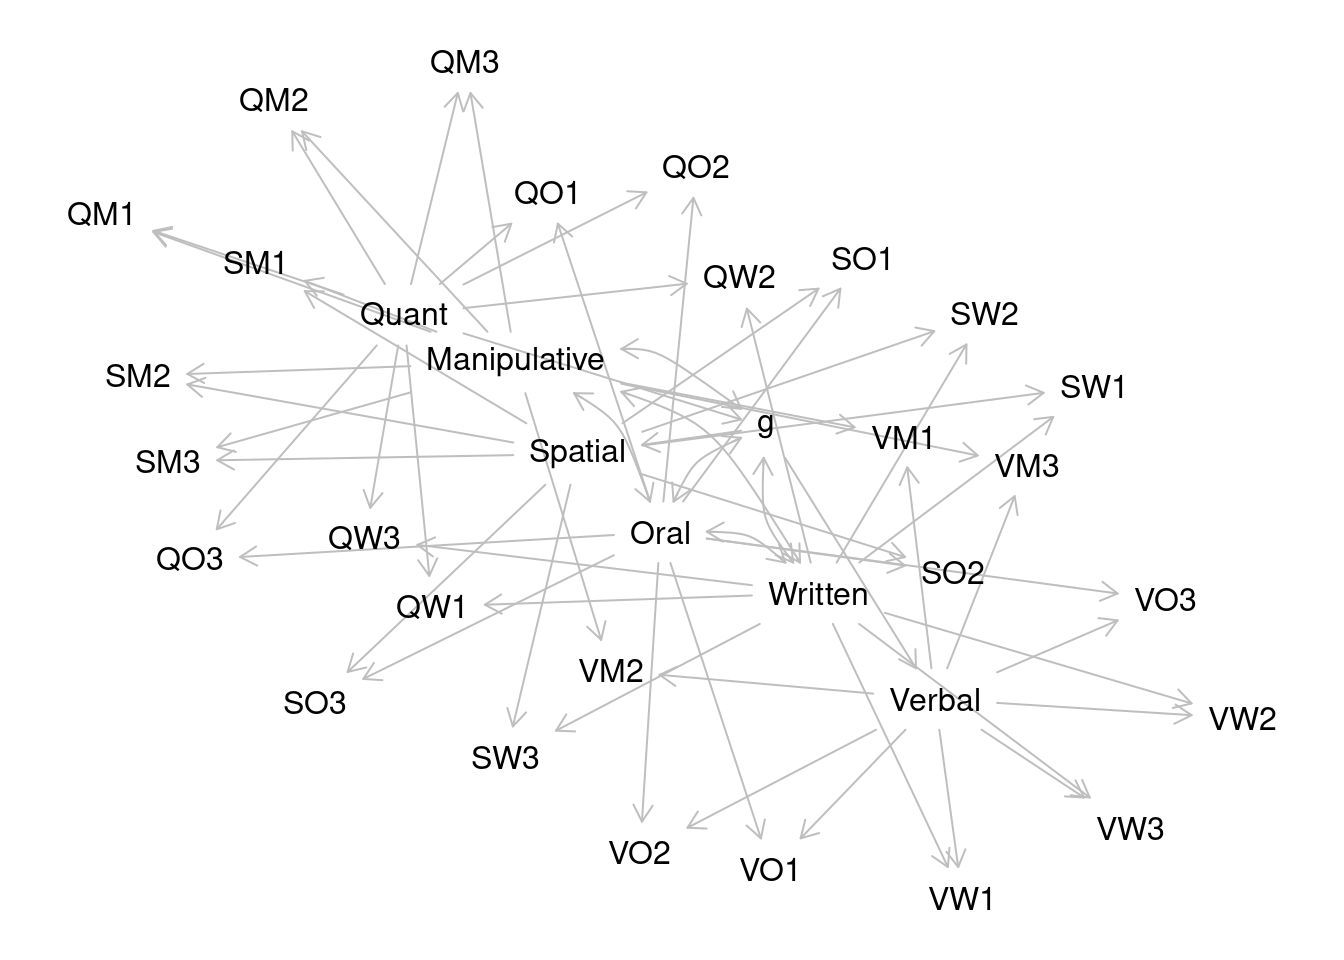 QM3
QM2
QO2
QO1
QM1
SM1
SO1
QW2
Quant
SW2
Manipulative
SM2
SW1
g
VM1
Spatial
SM3
VM3
Oral
QW3
QO3
SO2
Written
VO3
QW1
VM2
Verbal
SO3
VW2
SW3
VW3
VO2
VO1
VW1